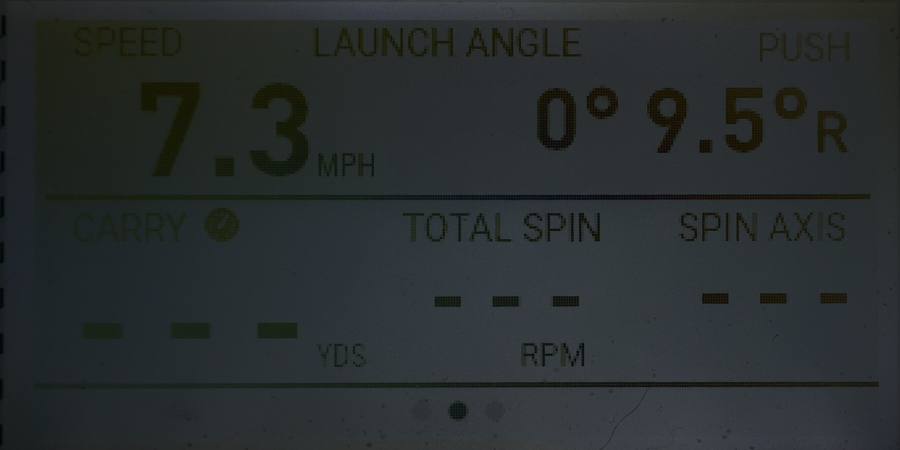 SPEED LAUNCH ANGLE PUSH
7.3 MPH 0° 9.5° R
CARRY TOTAL SPIN SPIN AXIS
--- --- ---
YDS RPM